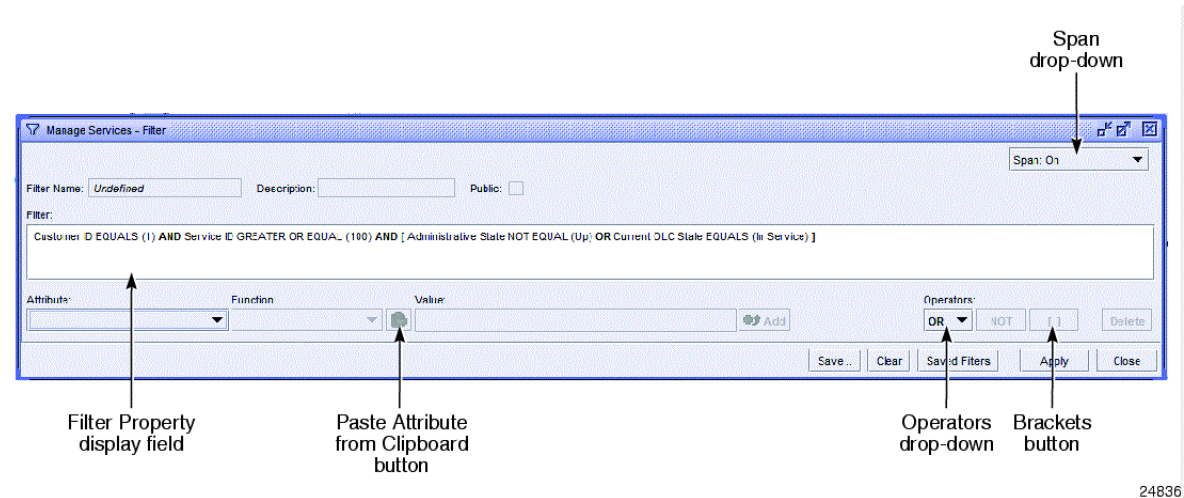 Span
drop-down
Manage Services - Filter
Span: On
Filter Name: Undefined Description: Public:
Filter:
Customer ID EQUALS (1) AND Service ID GREATER OR EQUAL (100) AND [ Administrative State NOT EQUAL (Up) OR Current OLC State EQUALS (In Service) ]
Attribute: Function Value: Operators:
Add OR NOT [ ] Delete
Save .. Clear Saved Filters Apply Close
Filter Property
display field
Paste Attribute
from Clipboard
button
Operators
drop-down
Brackets
button
24836